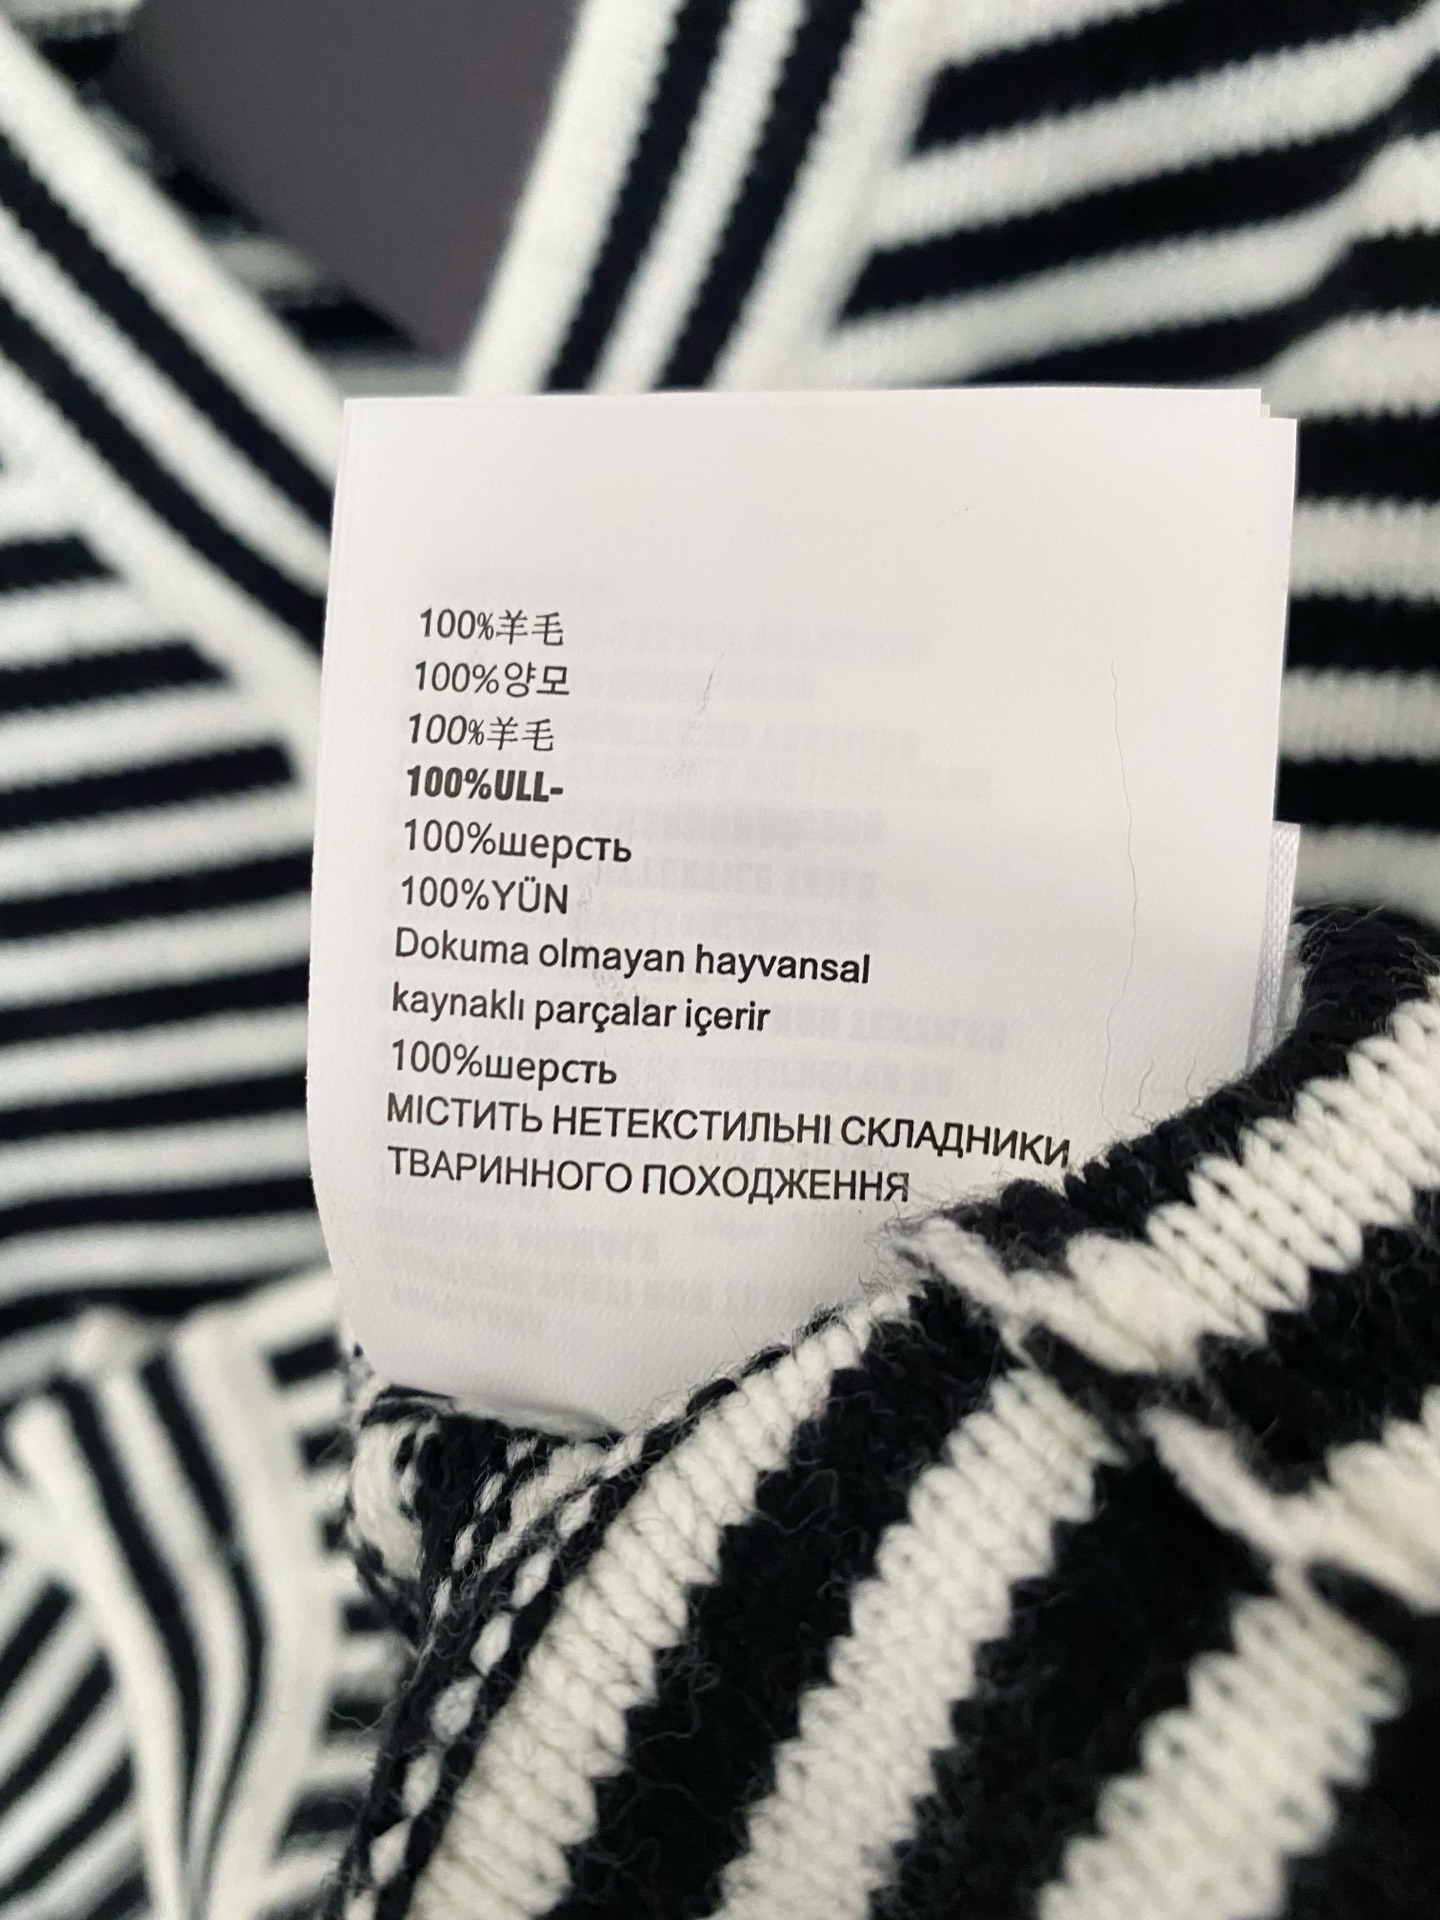 100%羊毛
100%양모
100%羊毛
100%ULL-
100%шерсть
100%YÜN
Dokuma olmayan hayvansal
kaynaklı parçalar içerir
100%шерсть
МІСТИТЬ НЕТЕКСТИЛЬНІ СКЛАДНИКИ
ТВАРИННОГО ПОХОДЖЕННЯ